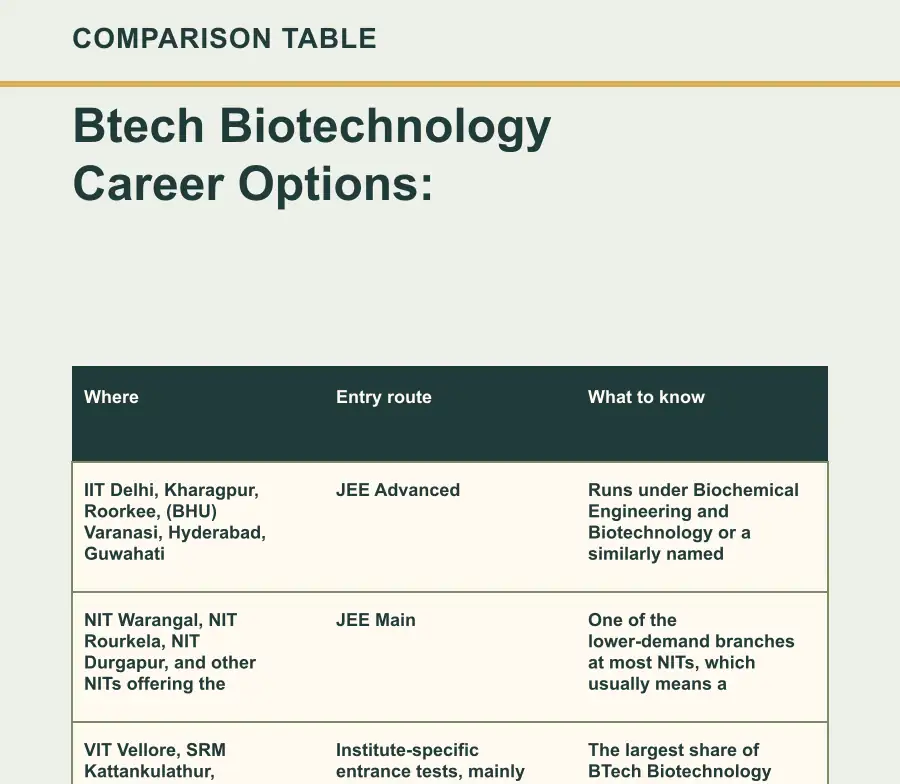 COMPARISON TABLE
Btech Biotechnology
Career Options:
Where
Entry route
What to know
IIT Delhi, Kharagpur,
Roorkee, (BHU)
Varanasi, Hyderabad,
Guwahati
JEE Advanced
Runs under Biochemical
Engineering and
Biotechnology or a
similarly named
NIT Warangal, NIT
Rourkela, NIT
Durgapur, and other
NITs offering the
JEE Main
One of the
lower-demand branches
at most NITs, which
usually means a
VIT Vellore, SRM
Kattankulathur,
Institute-specific
entrance tests, mainly
The largest share of
BTech Biotechnology